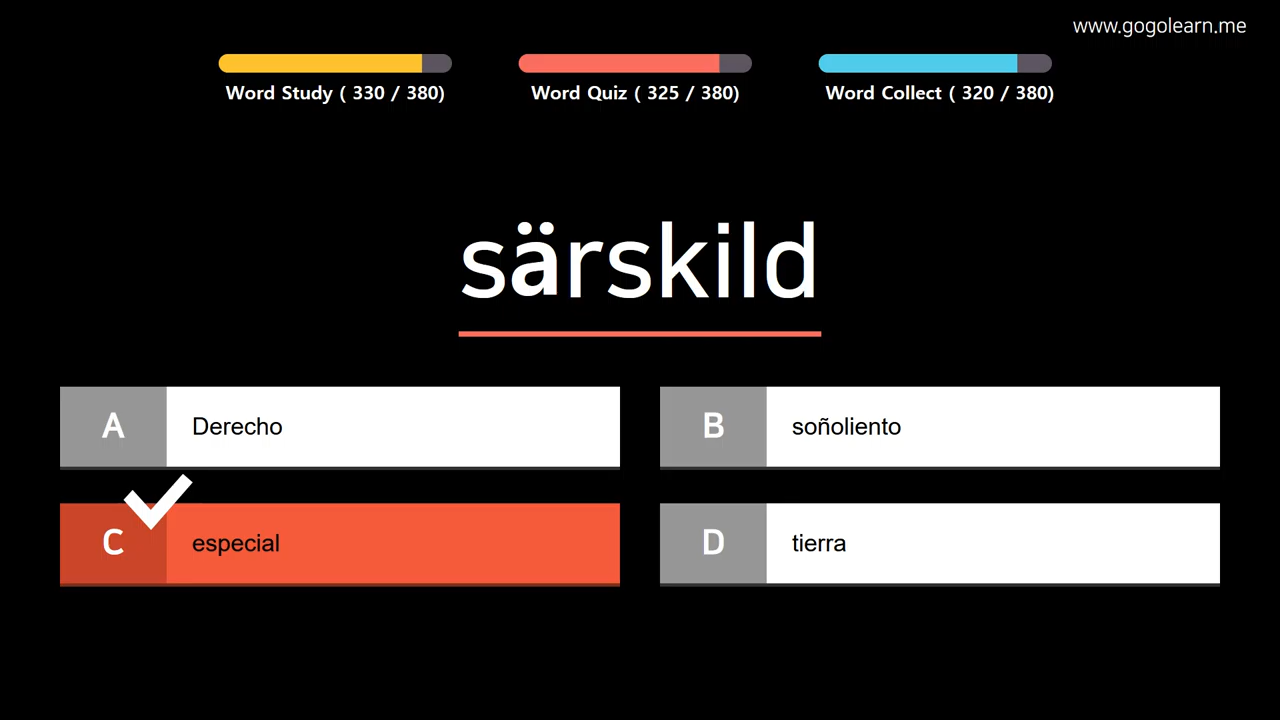 www.gogolearn.me
Word Study ( 330 / 380)
Word Quiz ( 325 / 380)
Word Collect ( 320 / 380)
särskild
A Derecho
B soñoliento
C especial
D tierra